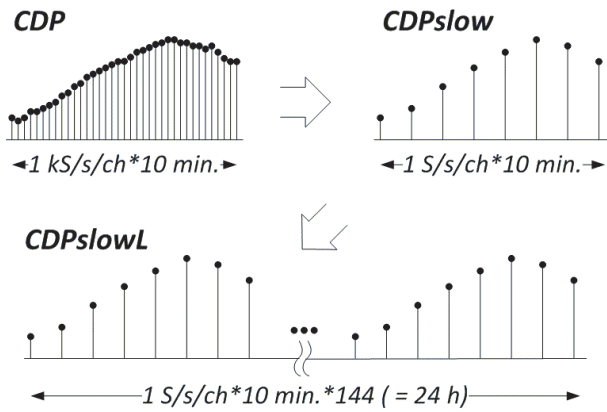 CDP
CDPslow
1 kS/s/ch*10 min.
1 S/s/ch*10 min.
CDPslowL
1 S/s/ch*10 min.*144 ( = 24 h)